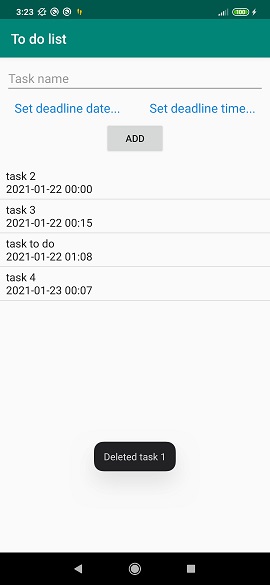 3:23
100
To do list
Task name
Set deadline date... Set deadline time...
ADD
task 2
2021-01-22 00:00
task 3
2021-01-22 00:15
task to do
2021-01-22 01:08
task 4
2021-01-23 00:07
Deleted task 1